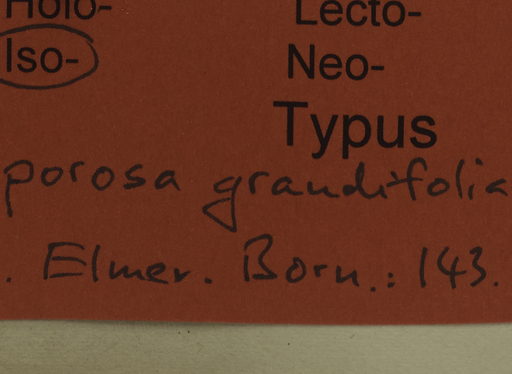 Holo- Lecto-
Iso- Neo-
Typus
porosa grandifolia
. Elmer. Born.: 143.